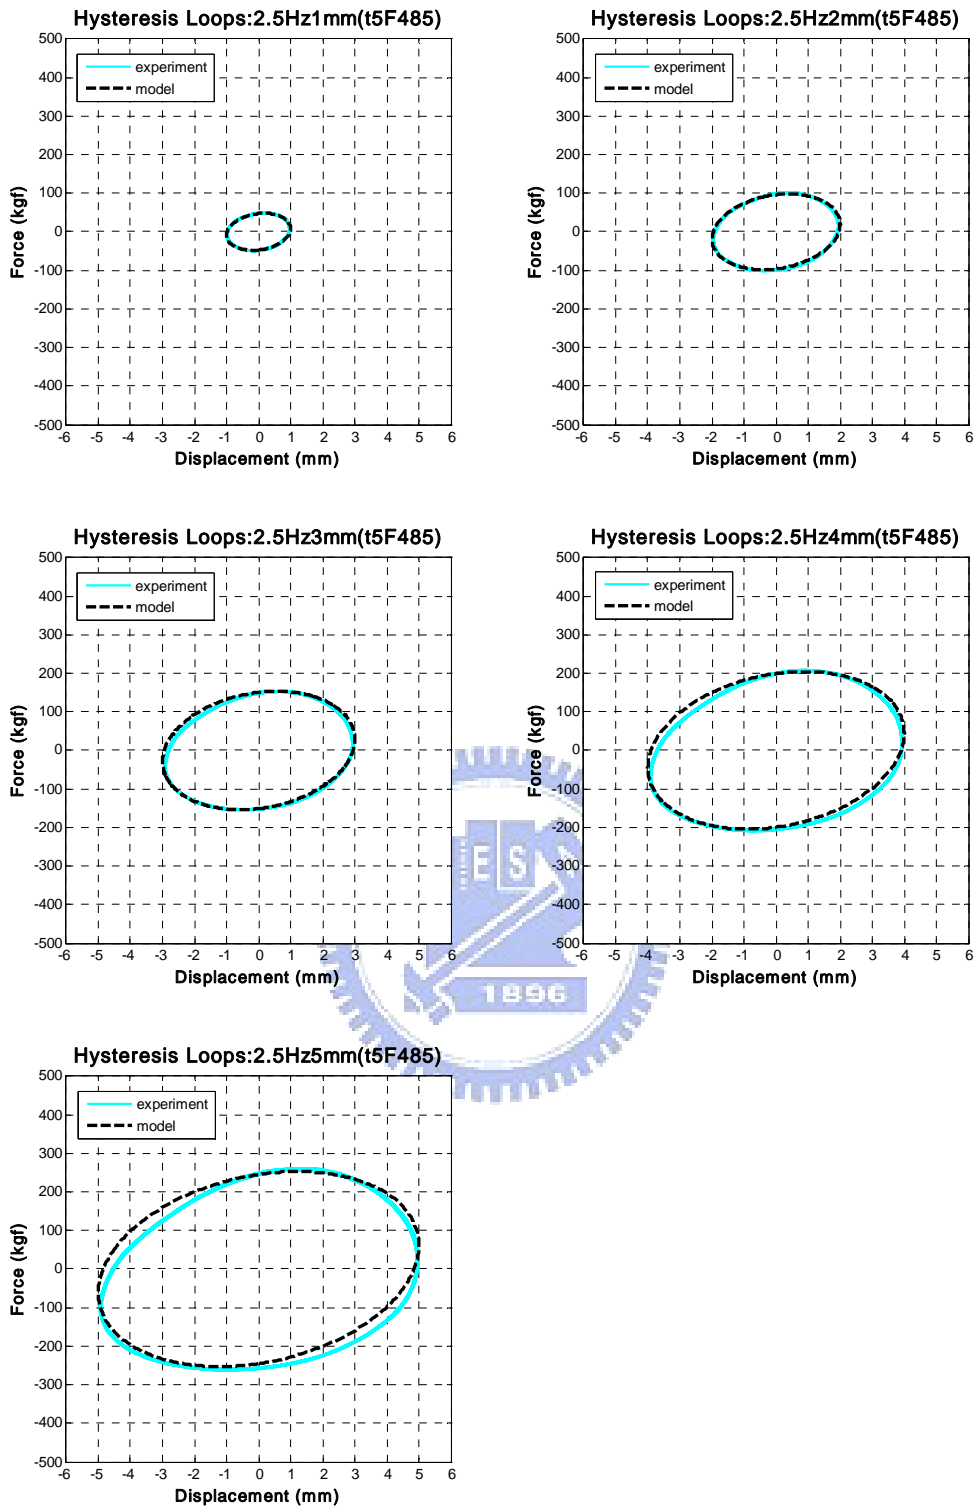 Hysteresis Loops:2.5Hz1mm(t5F485)
500
400
300
200
100
0
-100
-200
-300
-400
-500
Force (kgf)
experiment
model
-6 -5 -4 -3 -2 -1 0 1 2 3 4 5 6
Displacement (mm)
Hysteresis Loops:2.5Hz2mm(t5F485)
500
400
300
200
100
0
-100
-200
-300
-400
-500
Force (kgf)
experiment
model
-6 -5 -4 -3 -2 -1 0 1 2 3 4 5 6
Displacement (mm)
Hysteresis Loops:2.5Hz3mm(t5F485)
500
400
300
200
100
0
-100
-200
-300
-400
-500
Force (kgf)
experiment
model
-6 -5 -4 -3 -2 -1 0 1 2 3 4 5 6
Displacement (mm)
Hysteresis Loops:2.5Hz4mm(t5F485)
500
400
300
200
100
0
-100
-200
-300
-400
-500
Force (kgf)
experiment
model
-6 -5 -4 -3 -2 -1 0 1 2 3 4 5 6
Displacement (mm)
ES
1896
Hysteresis Loops:2.5Hz5mm(t5F485)
500
400
300
200
100
0
-100
-200
-300
-400
-500
Force (kgf)
experiment
model
-6 -5 -4 -3 -2 -1 0 1 2 3 4 5 6
Displacement (mm)